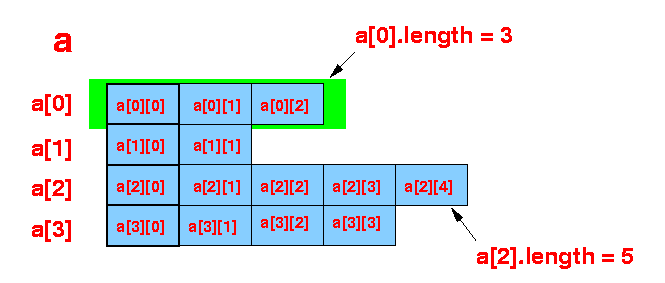 a
a[0].length = 3
a[0] a[0][0] a[0][1] a[0][2]
a[1] a[1][0] a[1][1]
a[2] a[2][0] a[2][1] a[2][2] a[2][3] a[2][4]
a[3] a[3][0] a[3][1] a[3][2] a[3][3]
a[2].length = 5